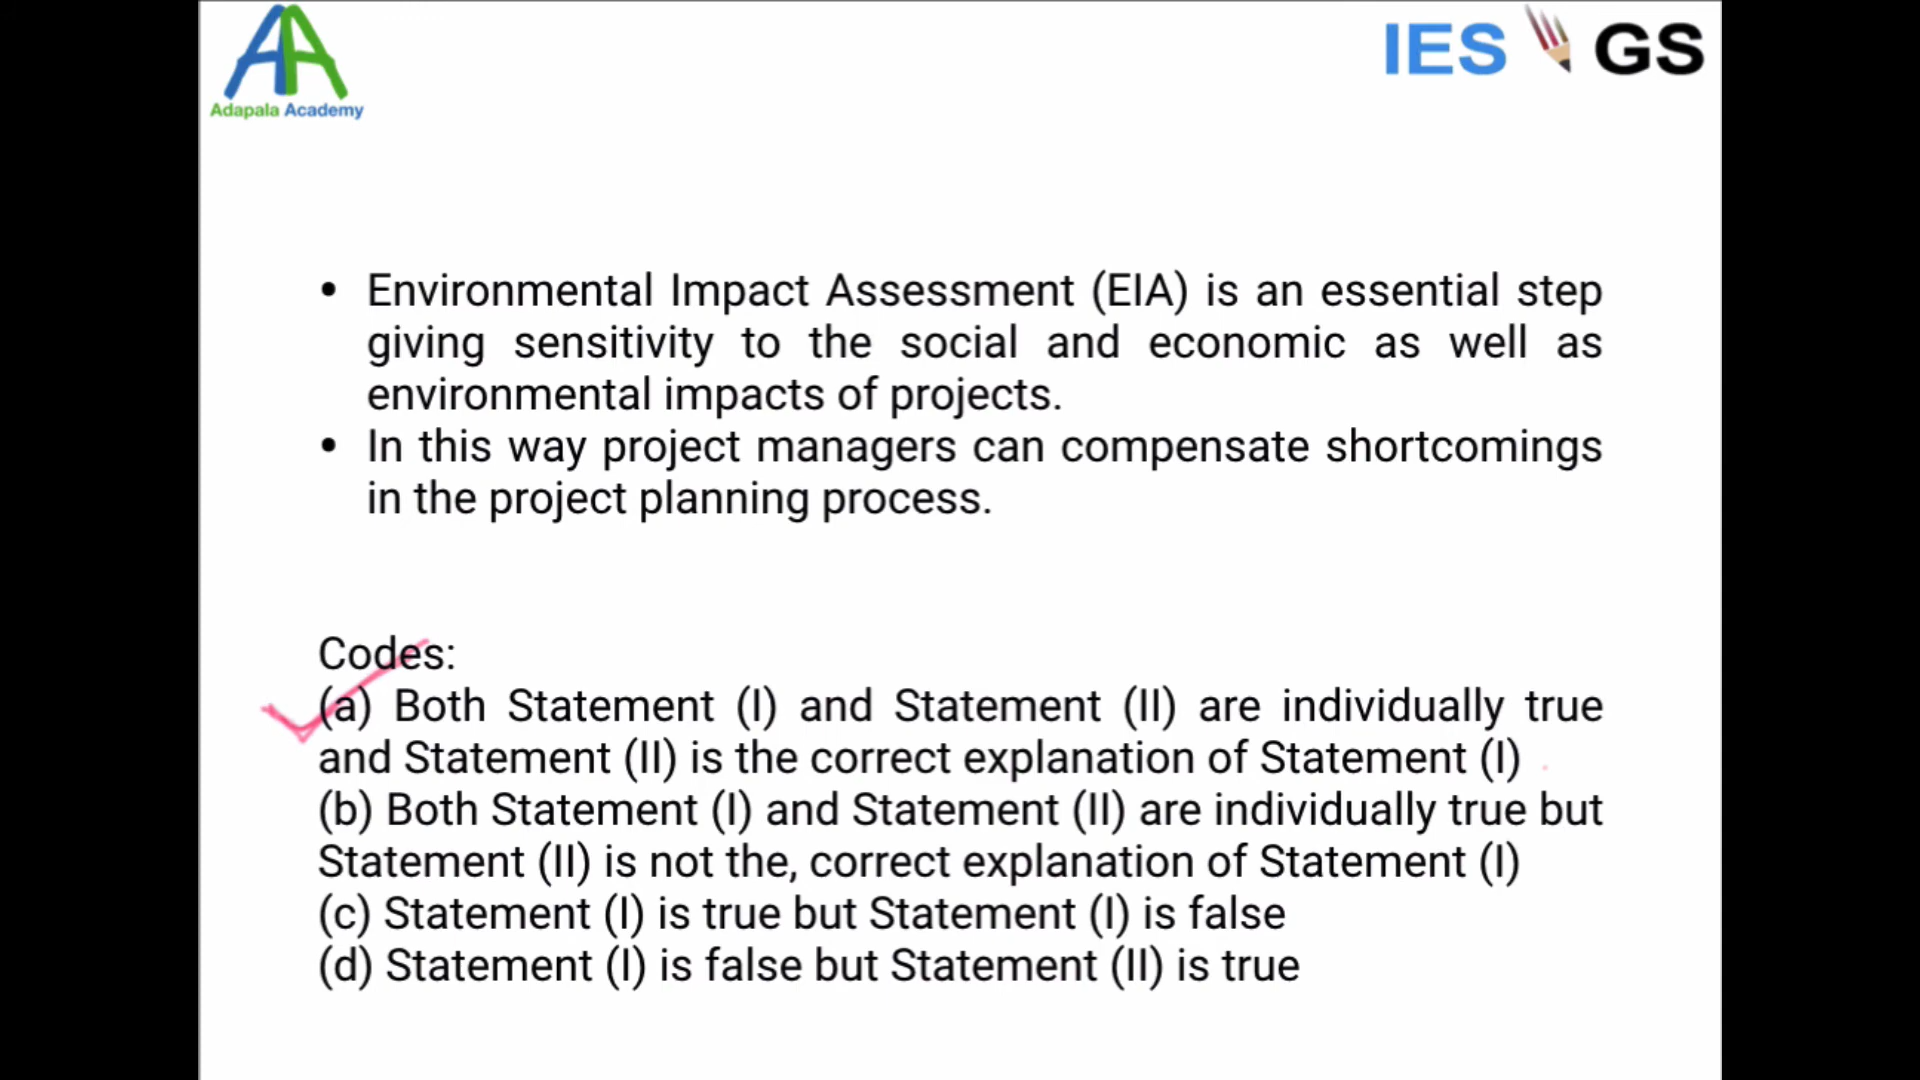 Adapala Academy
IES GS
• Environmental Impact Assessment (EIA) is an essential step
giving sensitivity to the social and economic as well as
environmental impacts of projects.
• In this way project managers can compensate shortcomings
in the project planning process.
Codes:
(a) Both Statement (I) and Statement (II) are individually true
and Statement (II) is the correct explanation of Statement (I)
(b) Both Statement (I) and Statement (II) are individually true but
Statement (II) is not the, correct explanation of Statement (I)
(c) Statement (I) is true but Statement (I) is false
(d) Statement (I) is false but Statement (II) is true